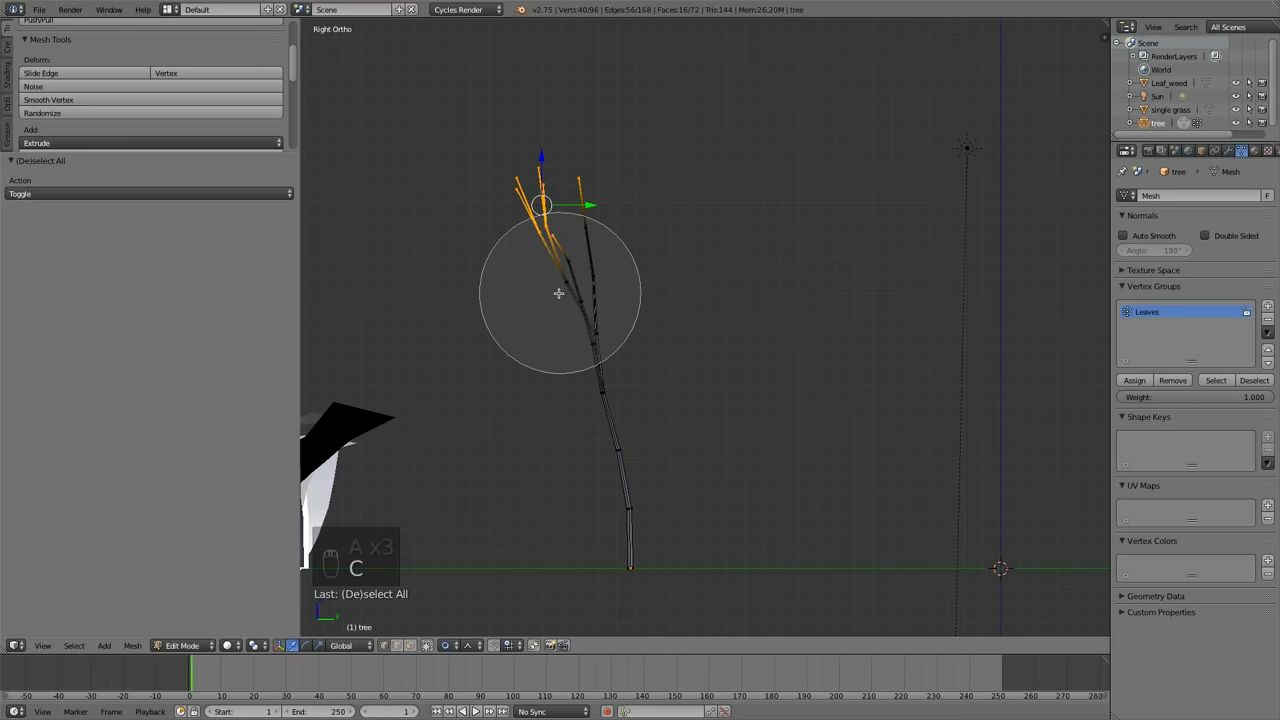 File Render Window Help Default Scene Cycles Render v2.75 | Verts:40/96 | Edges:56/168 | Faces:16/72 | Tris:144 | Mem:26.20M | tree
Push/Pull
Mesh Tools
Deform:
Slide Edge Vertex
Noise
Smooth Vertex
Randomize
Add:
Extrude
(De)select All
Action
Toggle
To
Cre
Shading
Opti
Grease
Right Ortho
A x3
C
Last: (De)select All
(1) tree
View Select Add Mesh Edit Mode Global
View Search All Scenes
Scene
RenderLayers
World
Leaf_weed
Sun
single grass
tree
tree Mesh
Mesh F
Normals
Auto Smooth Double Sided
Angle: 180°
Texture Space
Vertex Groups
Leaves
Assign Remove Select Deselect
Weight: 1.000
Shape Keys
UV Maps
Vertex Colors
Geometry Data
Custom Properties
-50 -40 -30 -20 -10 0 10 20 30 40 50 60 70 80 90 100 110 120 130 140 150 160 170 180 190 200 210 220 230 240 250 260 270 280
View Marker Frame Playback Start: 1 End: 250 1 No Sync